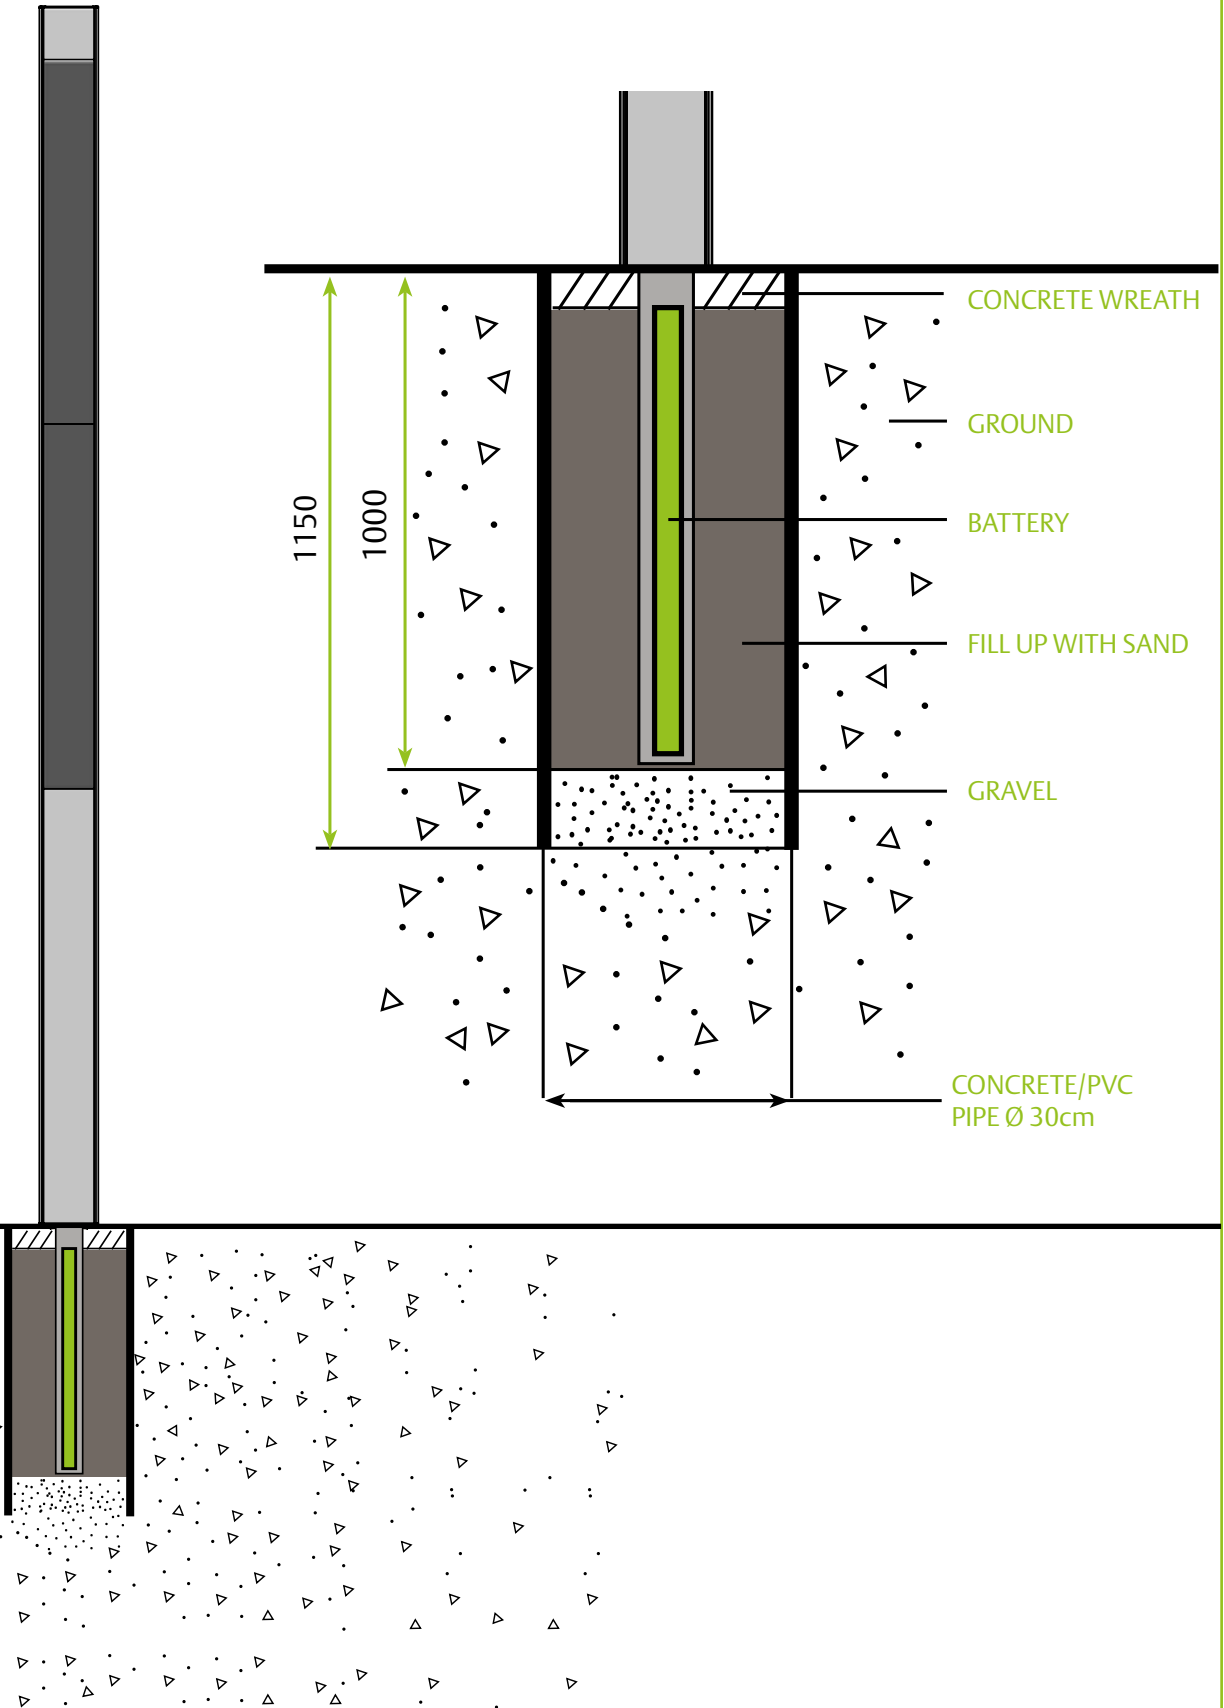 CONCRETE WREATH
GROUND
1150
1000
BATTERY
FILL UP WITH SAND
GRAVEL
CONCRETE/PVC
PIPE Ø 30cm